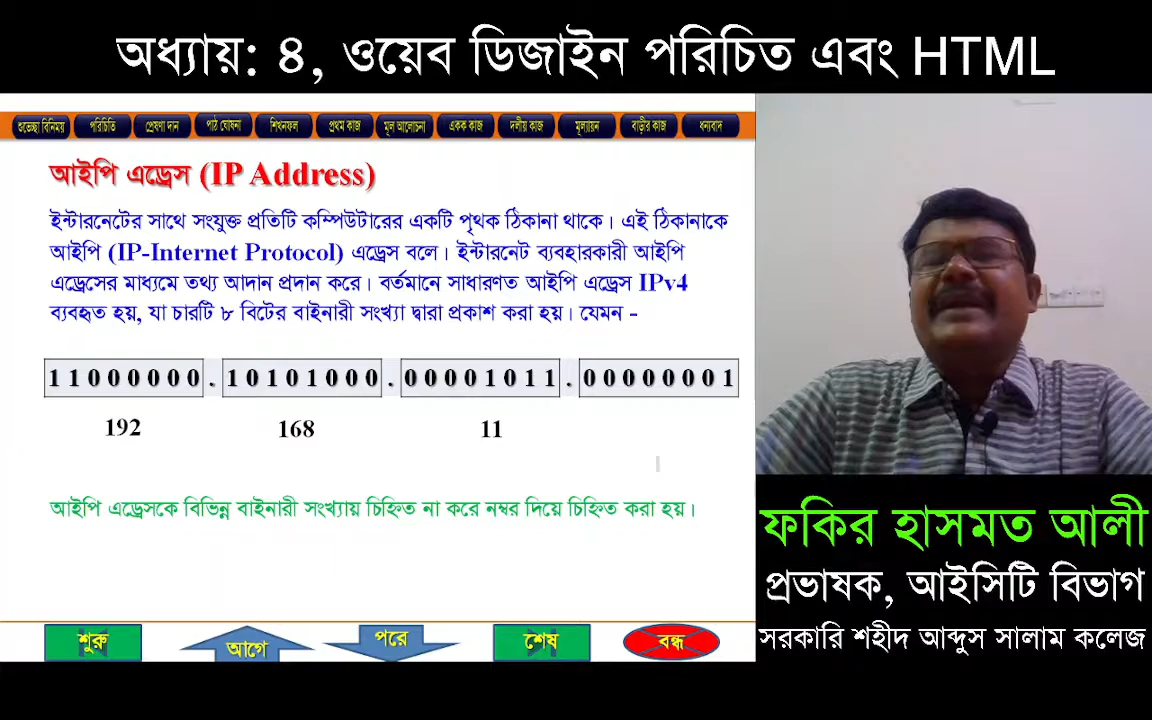 অধ্যায়: ৪, ওয়েব ডিজাইন পরিচিত এবং HTML
শুভেচ্ছা বিনিময় পরিচিতি প্রেষণা দান পাঠ ঘোষনা শিখনফল প্রথম কাজ মূল আলোচনা একক কাজ দলীয় কাজ মূল্যায়ন বাড়ীর কাজ ধন্যবাদ
আইপি এড্রেস (IP Address)
ইন্টারনেটের সাথে সংযুক্ত প্রতিটি কম্পিউটারের একটি পৃথক ঠিকানা থাকে। এই ঠিকানাকে
আইপি (IP-Internet Protocol) এড্রেস বলে। ইন্টারনেট ব্যবহারকারী আইপি
এড্রেসের মাধ্যমে তথ্য আদান প্রদান করে। বর্তমানে সাধারণত আইপি এড্রেস IPv4
ব্যবহৃত হয়, যা চারটি ৮ বিটের বাইনারী সংখ্যা দ্বারা প্রকাশ করা হয়। যেমন -
11000000.10101000.00001011.00000001
192 168 11
আইপি এড্রেসকে বিভিন্ন বাইনারী সংখ্যায় চিহ্নিত না করে নম্বর দিয়ে চিহ্নিত করা হয়।
শুরু আগে পরে শেষ বন্ধ
ফকির হাসমত আলী
প্রভাষক, আইসিটি বিভাগ
সরকারি শহীদ আব্দুস সালাম কলেজ